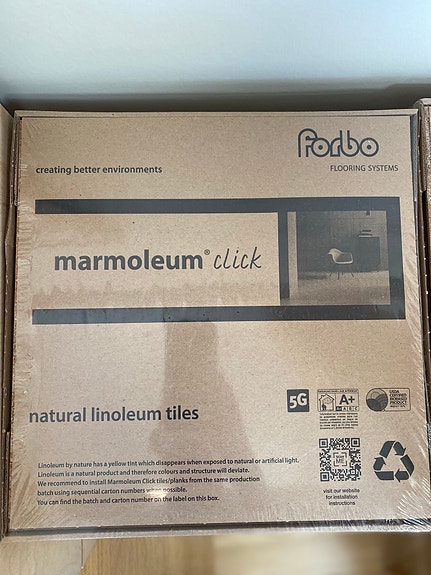 forbo
FLOORING SYSTEMS
creating better environments
marmoleum® click
5G
A+
natural linoleum tiles
USDA
CERTIFIED
BIOBASED
PRODUCT
Linoleum by nature has a yellow tint which disappears when exposed to natural or artificial light.
Linoleum is a natural product and therefore colours and structure will deviate.
We recommend to install Marmoleum Click tiles/planks from the same production
batch using sequential carton numbers when possible.
You can find the batch and carton number on the label on this box.
visit our website
for installation
instructions